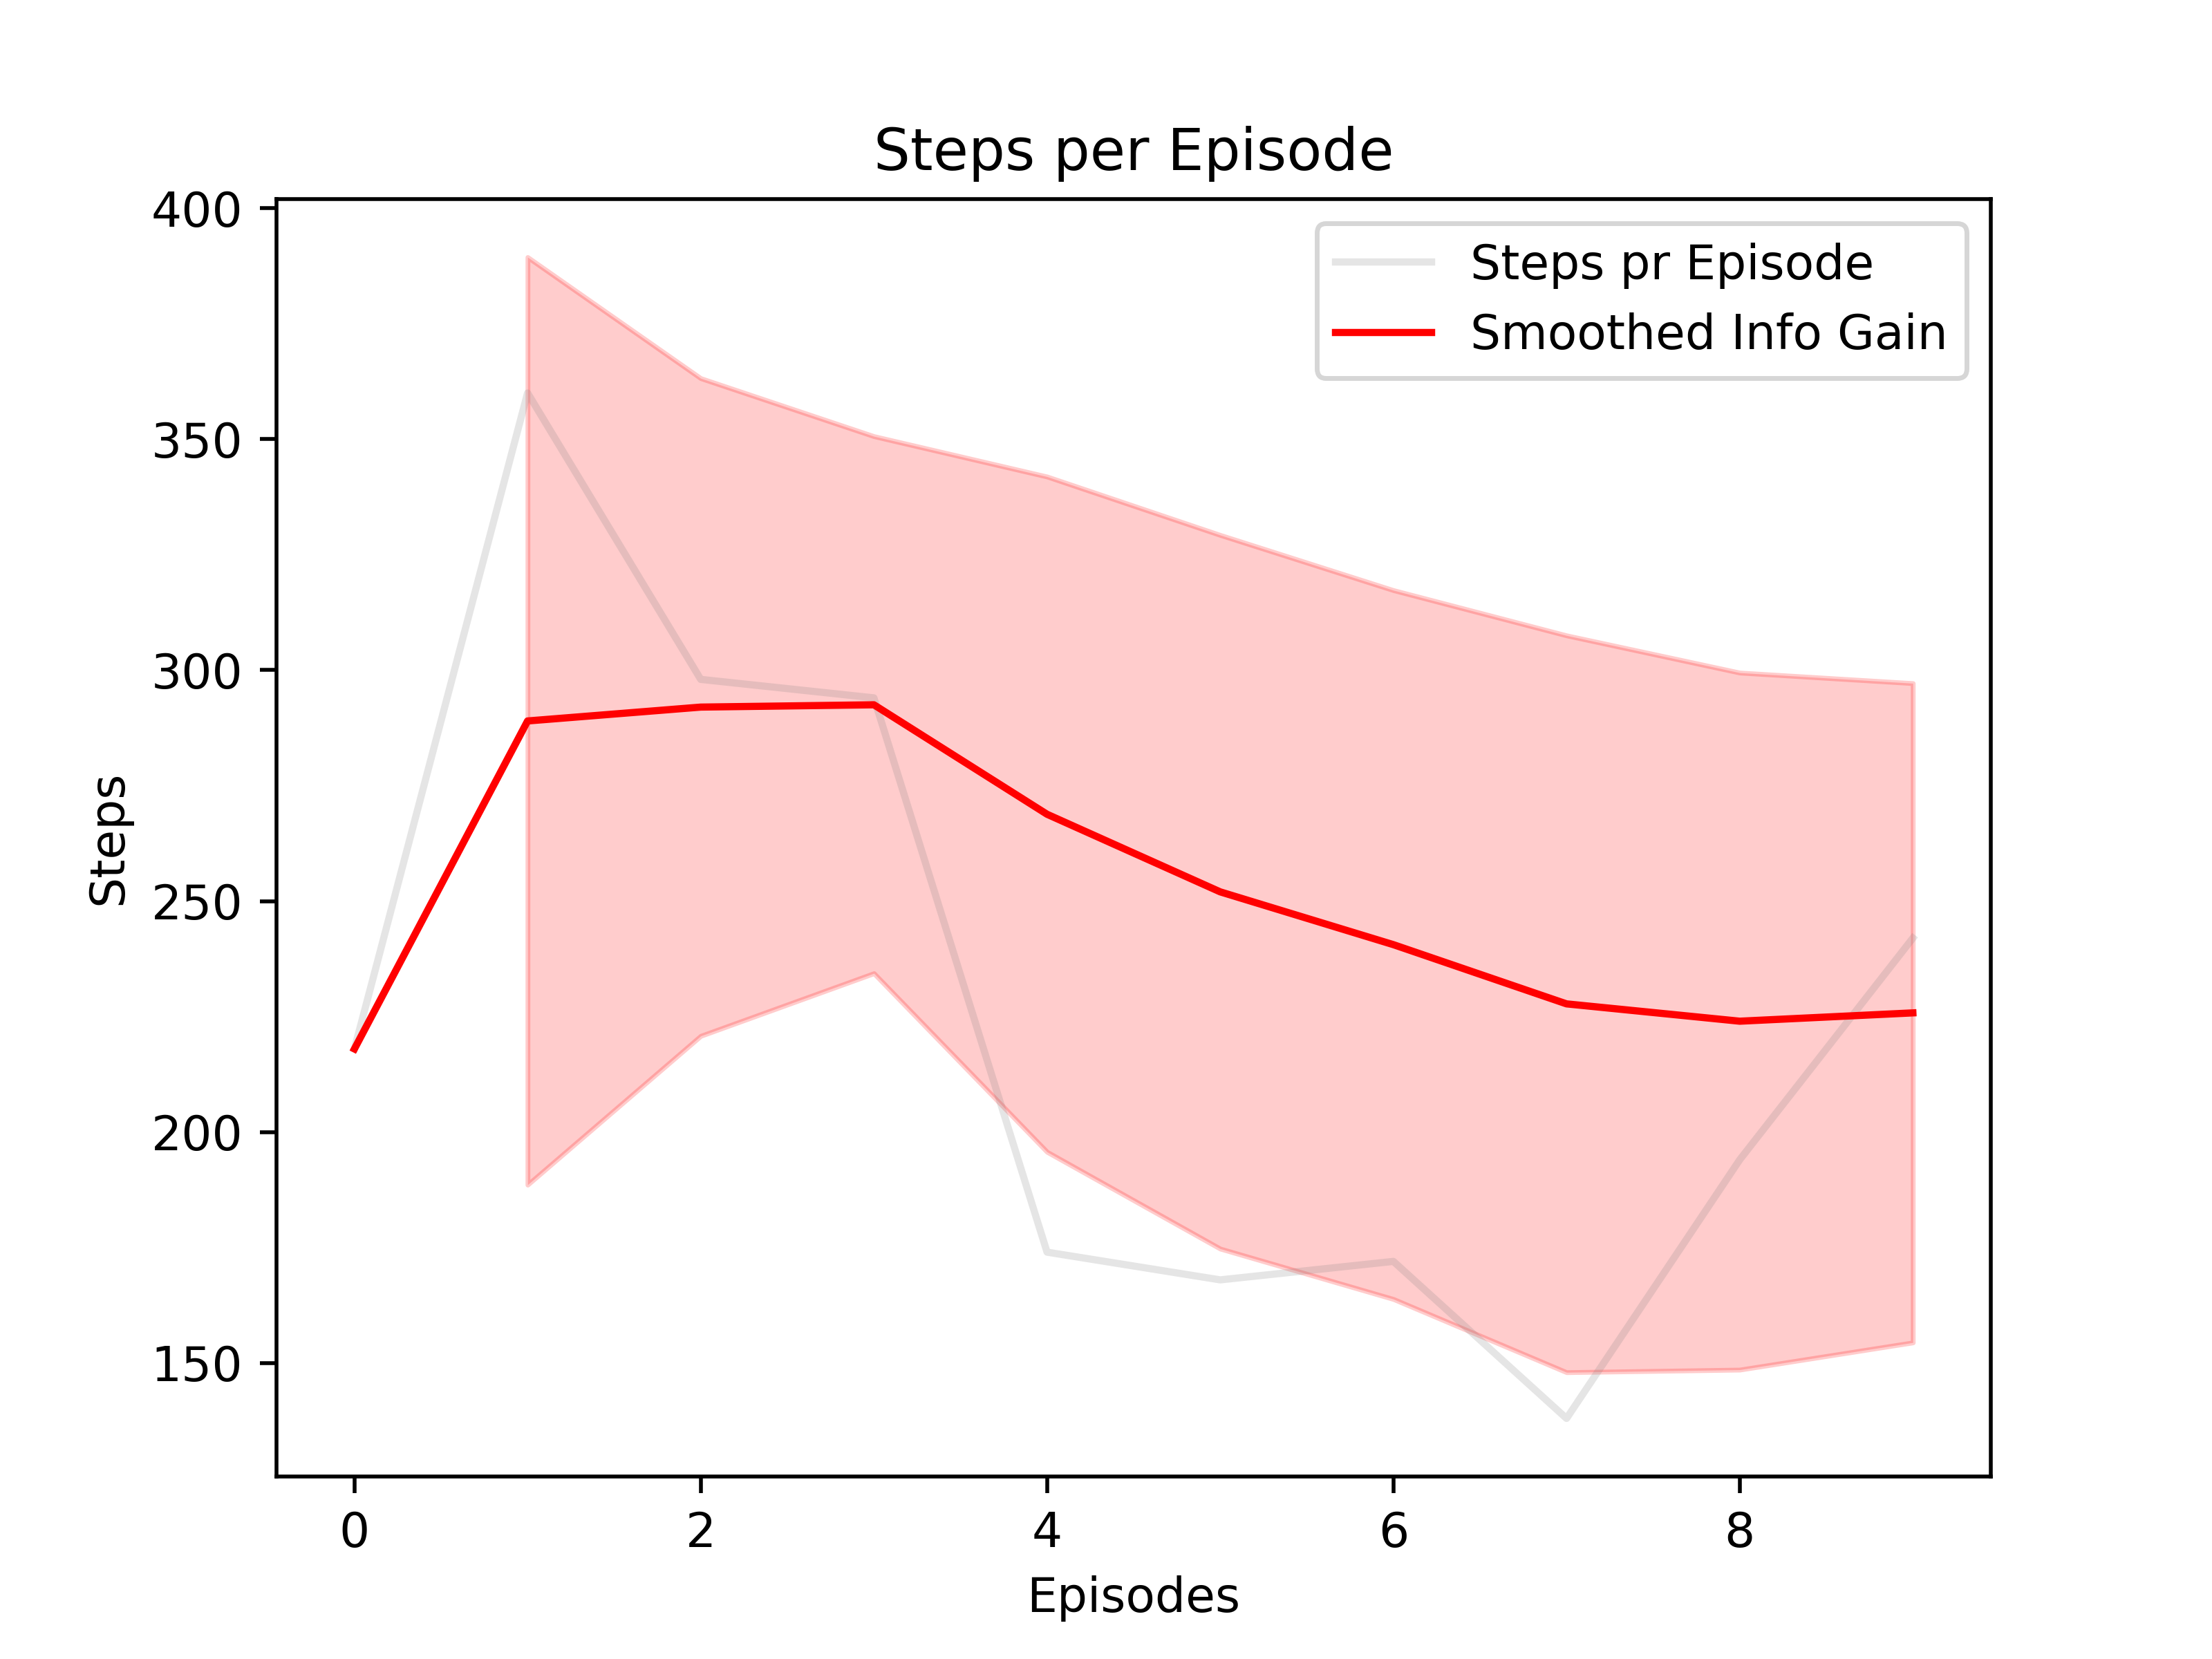 Steps per Episode
400
350
300
250
200
150
Steps
Steps pr Episode
Smoothed Info Gain
0 2 4 6 8
Episodes